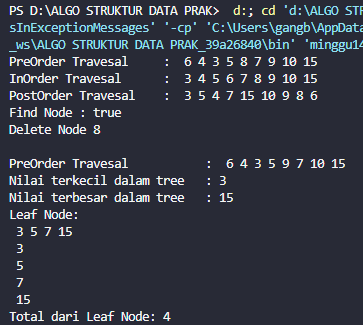 PS D:\ALGO STRUKTUR DATA PRAK>  d:; cd 'd:\ALGO STR
sInExceptionMessages' '-cp' 'C:\Users\gangb\AppData
_ws\ALGO STRUKTUR DATA PRAK_39a26840\bin' 'minggu14
PreOrder Travesal     :  6 4 3 5 8 7 9 10 15
InOrder Travesal      :  3 4 5 6 7 8 9 10 15
PostOrder Travesal    :  3 5 4 7 15 10 9 8 6
Find Node : true
Delete Node 8
PreOrder Travesal           :  6 4 3 5 9 7 10 15
Nilai terkecil dalam tree   : 3
Nilai terbesar dalam tree   : 15
Leaf Node:
3 5 7 15
3
5
7
15
Total dari Leaf Node: 4